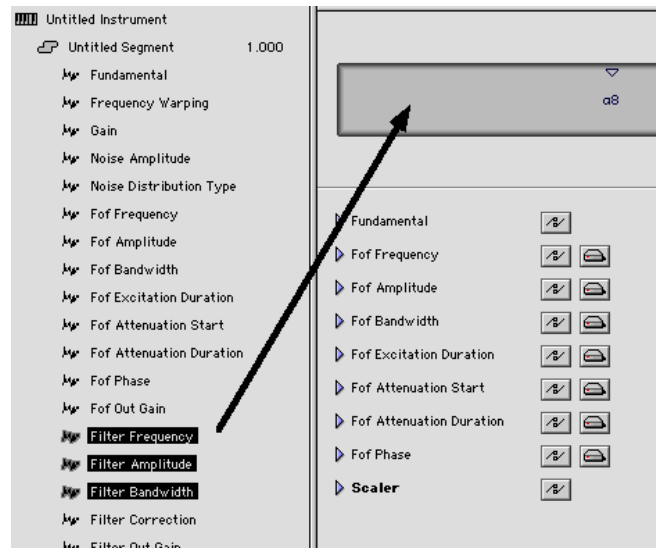 Untitled Instrument
Untitled Segment 1.000
Fundamental
Frequency Warping
Gain
Noise Amplitude
Noise Distribution Type
Fof Frequency
Fof Amplitude
Fof Bandwidth
Fof Excitation Duration
Fof Attenuation Start
Fof Attenuation Duration
Fof Phase
Fof Out Gain
Filter Frequency
Filter Amplitude
Filter Bandwidth
Filter Correction
Filter Out Gain
a8
Fundamental
Fof Frequency
Fof Amplitude
Fof Bandwidth
Fof Excitation Duration
Fof Attenuation Start
Fof Attenuation Duration
Fof Phase
Scaler